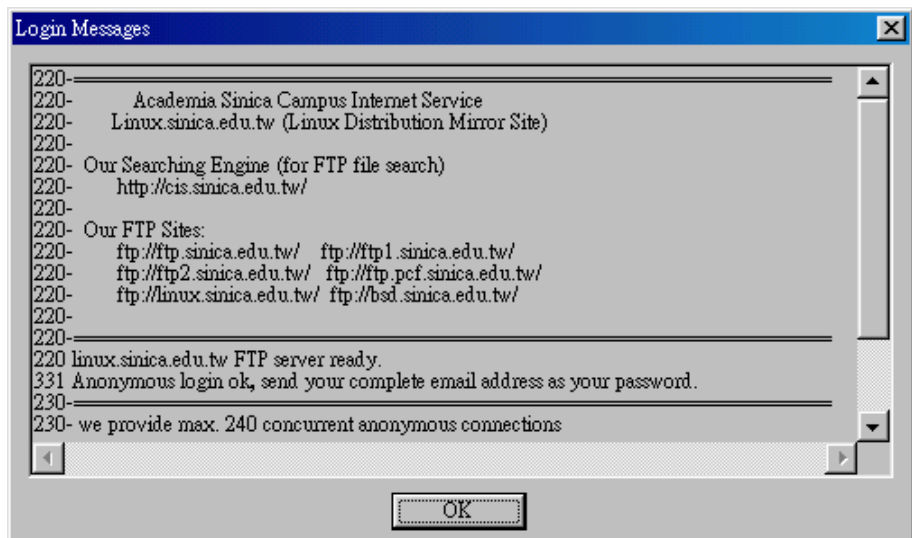 Login Messages
220-═══════════════════════════════════════
220- Academia Sinica Campus Internet Service
220- Linux.sinica.edu.tw (Linux Distribution Mirror Site)
220-
220- Our Searching Engine (for FTP file search)
220- http://cis.sinica.edu.tw/
220-
220- Our FTP Sites:
220- ftp://ftp.sinica.edu.tw/ ftp://ftp1.sinica.edu.tw/
220- ftp://ftp2.sinica.edu.tw/ ftp://ftp.pcf.sinica.edu.tw/
220- ftp://linux.sinica.edu.tw/ ftp://bsd.sinica.edu.tw/
220-
220-═══════════════════════════════════════
220 linux.sinica.edu.tw FTP server ready.
331 Anonymous login ok, send your complete email address as your password.
230-═══════════════════════════════════════
230- we provide max. 240 concurrent anonymous connections
OK